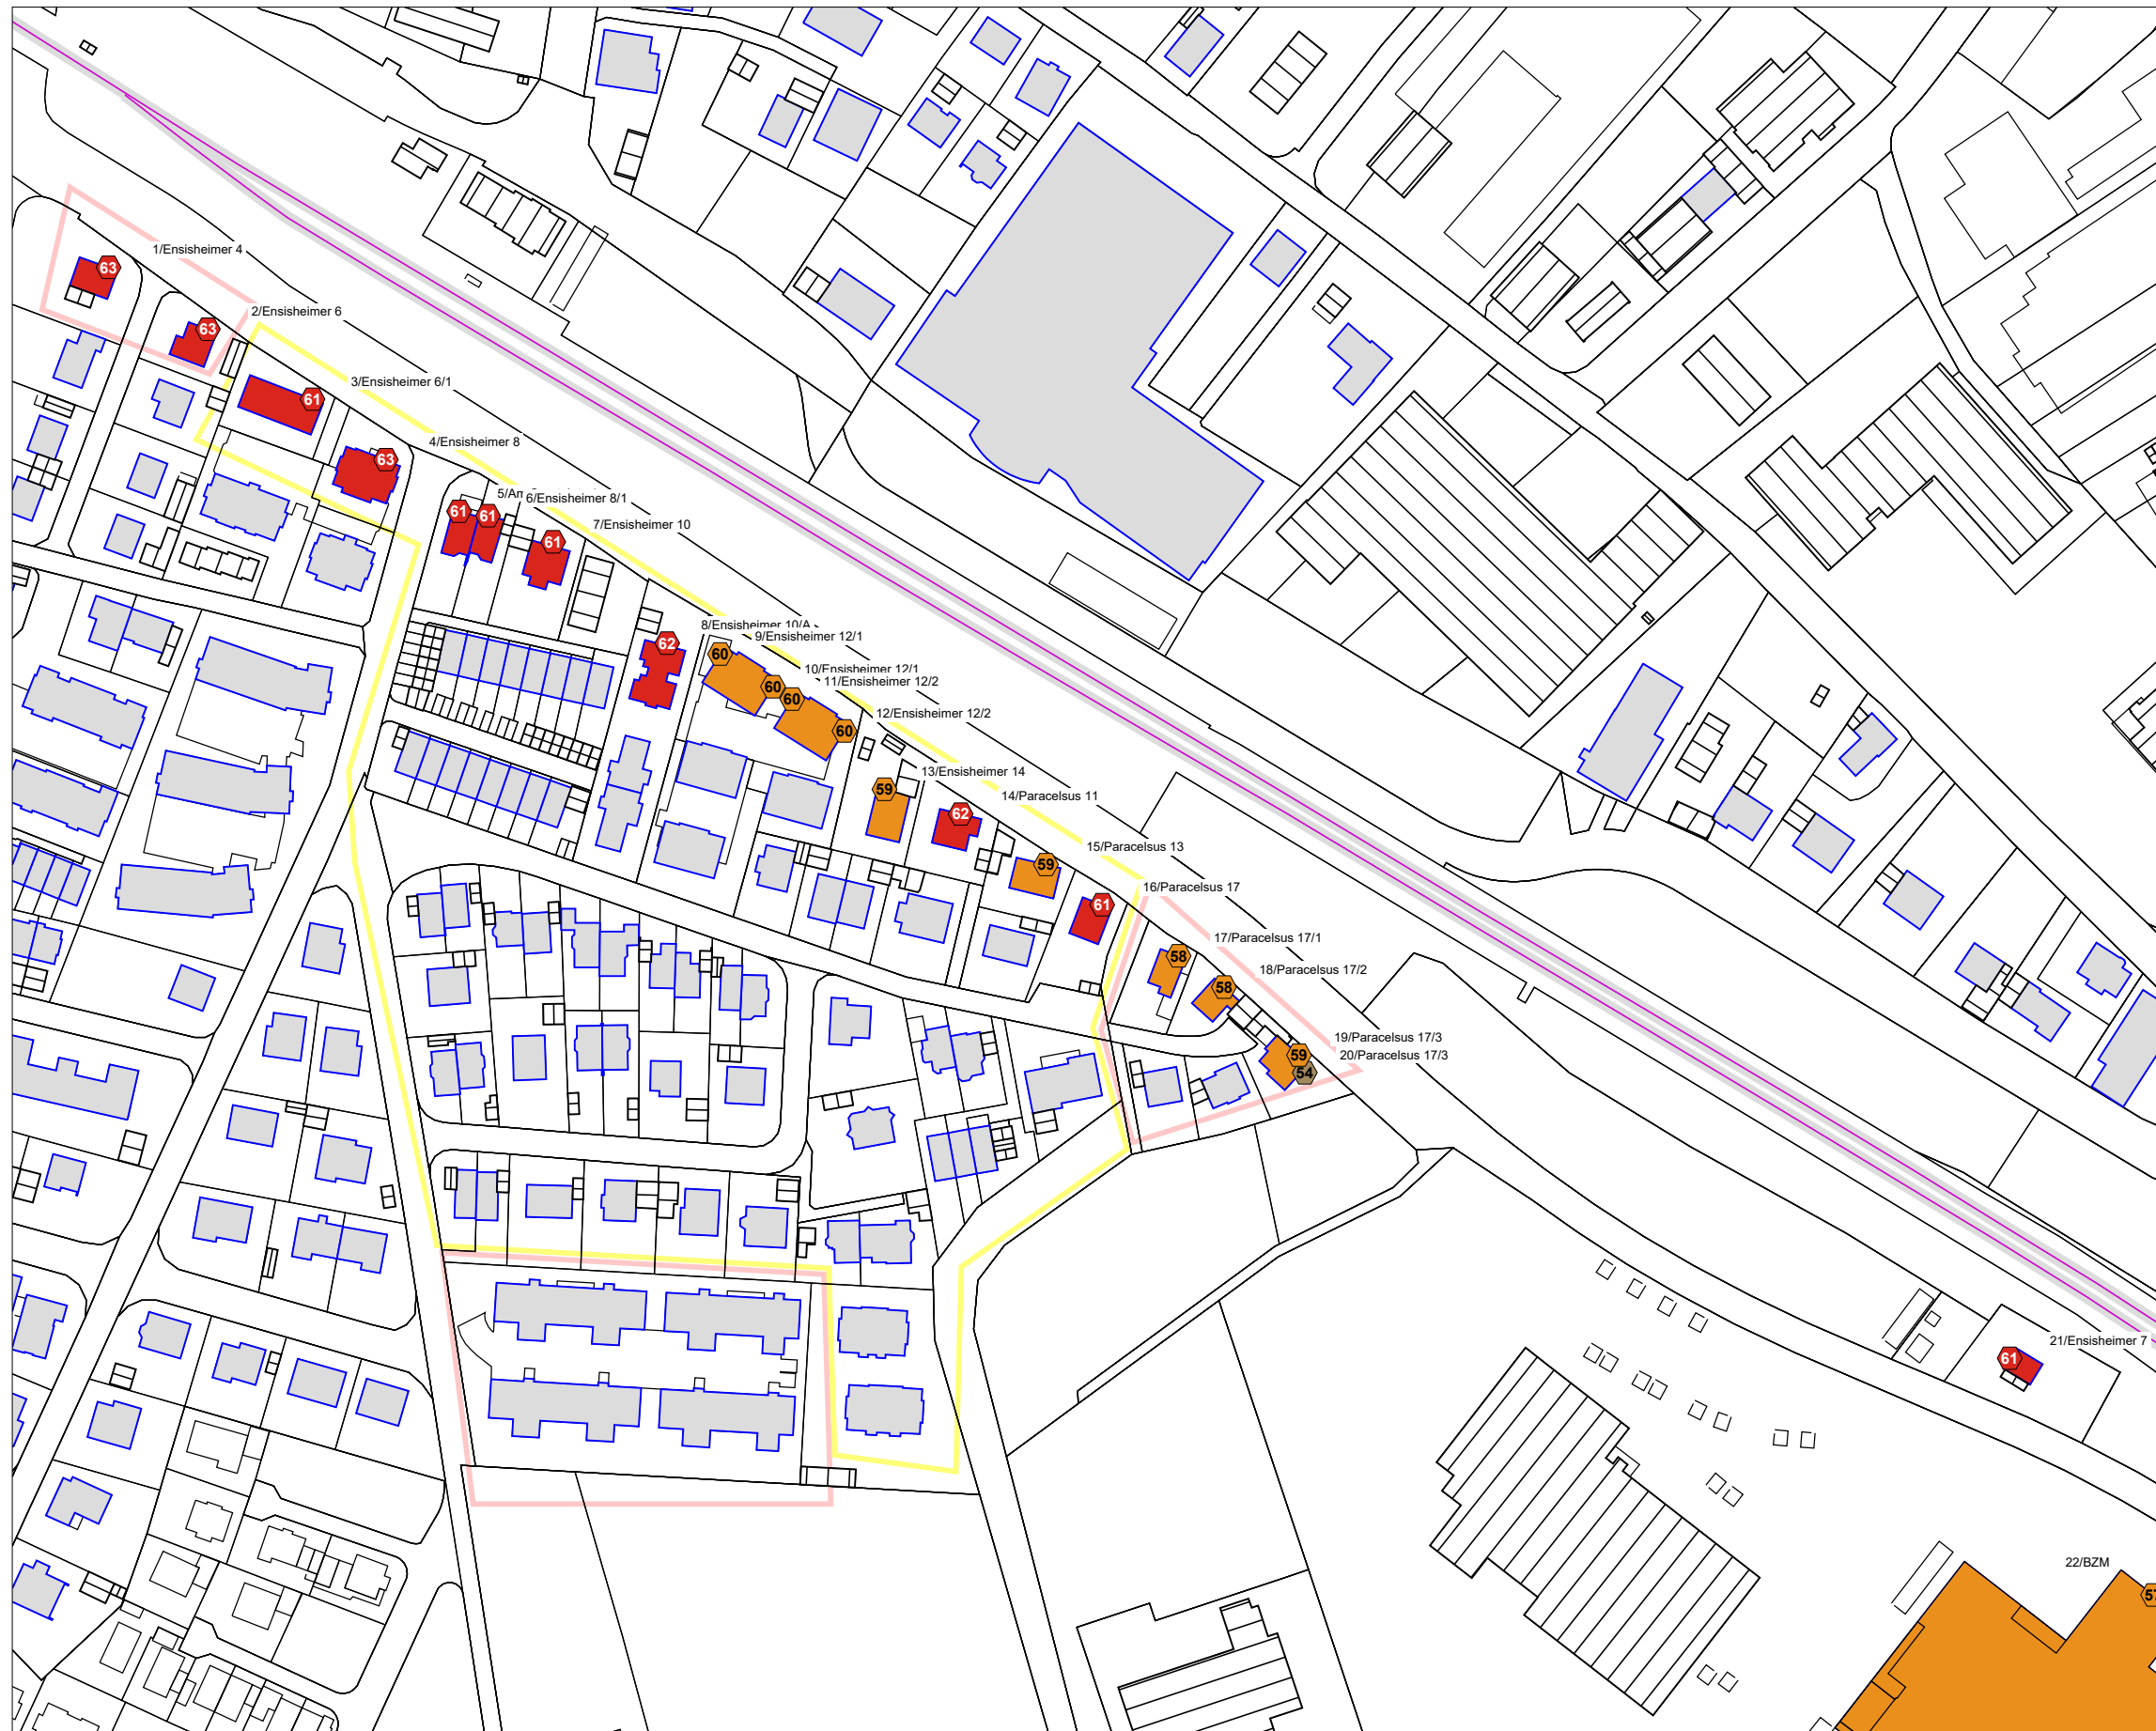 1/Ensisheimer 4
63
2/Ensisheimer 6
63
3/Ensisheimer 6/1
61
4/Ensisheimer 8
63
6/Ensisheimer 8/1
61
61
7/Ensisheimer 10
61
8/Ensisheimer 10/A
9/Ensisheimer 12/1
62
60
10/Ensisheimer 12/1
11/Ensisheimer 12/2
60
60
12/Ensisheimer 12/2
60
13/Ensisheimer 14
59
14/Paracelsus 11
62
15/Paracelsus 13
59
16/Paracelsus 17
61
17/Paracelsus 17/1
58
18/Paracelsus 17/2
58
19/Paracelsus 17/3
59
20/Paracelsus 17/3
54
21/Ensisheimer 7
61
22/BZM
57